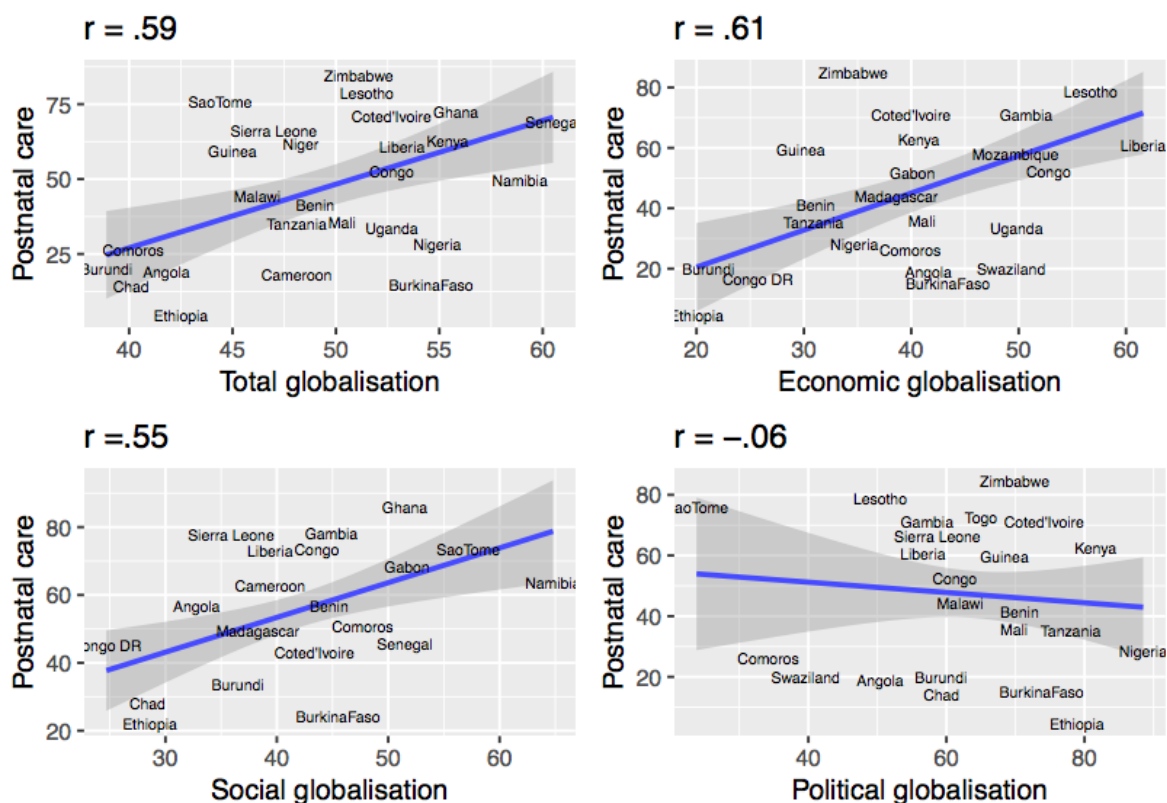 r = .59
Postnatal care
75
50
25
Zimbabwe
Lesotho
SaoTome
Coted'Ivoire
Ghana
Senega
Sierra Leone
Niger
Kenya
Guinea
Liberia
Congo
Namibia
Malawi
Benin
Tanzania
Mali
Uganda
Nigeria
Comoros
Burundi
Angola
Cameroon
Chad
BurkinaFaso
Ethiopia
40 45 50 55 60
Total globalisation
r = .61
Postnatal care
80
60
40
20
Zimbabwe
Lesotho
Coted'Ivoire
Gambia
Kenya
Liberia
Guinea
Mozambique
Gabon
Congo
Madagascar
Benin
Tanzania
Mali
Uganda
Nigeria
Comoros
Burundi
Angola
Swaziland
Congo DR
BurkinaFaso
Ethiopia
20 30 40 50 60
Economic globalisation
r =.55
Postnatal care
80
60
40
20
Ghana
Sierra Leone
Gambia
Liberia
Congo
SaoTome
Gabon
Cameroon
Namibia
Angola
Benin
Madagascar
Comoros
ongo DR
Coted'Ivoire
Senegal
Burundi
Chad
Ethiopia
BurkinaFaso
30 40 50 60
Social globalisation
r = −.06
Postnatal care
80
60
40
20
Zimbabwe
Lesotho
SaoTome
Gambia
Togo
Coted'Ivoire
Sierra Leone
Liberia
Guinea
Kenya
Congo
Malawi
Benin
Mali
Tanzania
Nigeria
Comoros
Swaziland
Angola
Burundi
Chad
BurkinaFaso
Ethiopia
40 60 80
Political globalisation